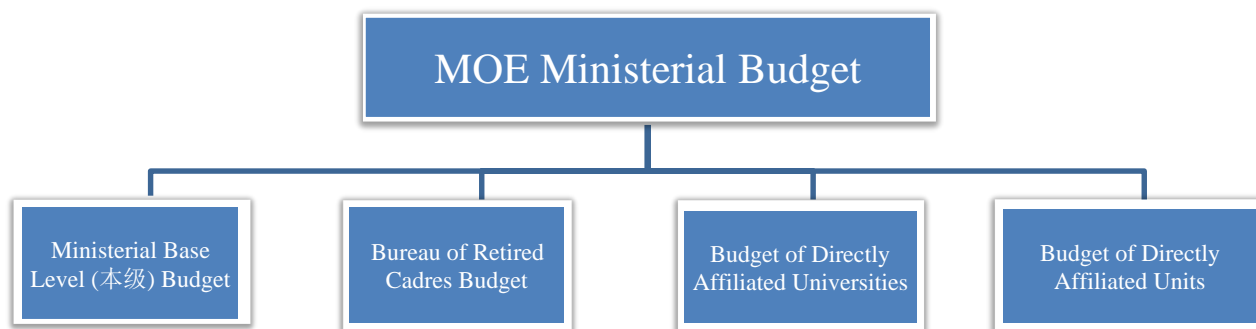 MOE Ministerial Budget
Ministerial Base
Level (本级) Budget
Bureau of Retired
Cadres Budget
Budget of Directly
Affiliated Universities
Budget of Directly
Affiliated Units